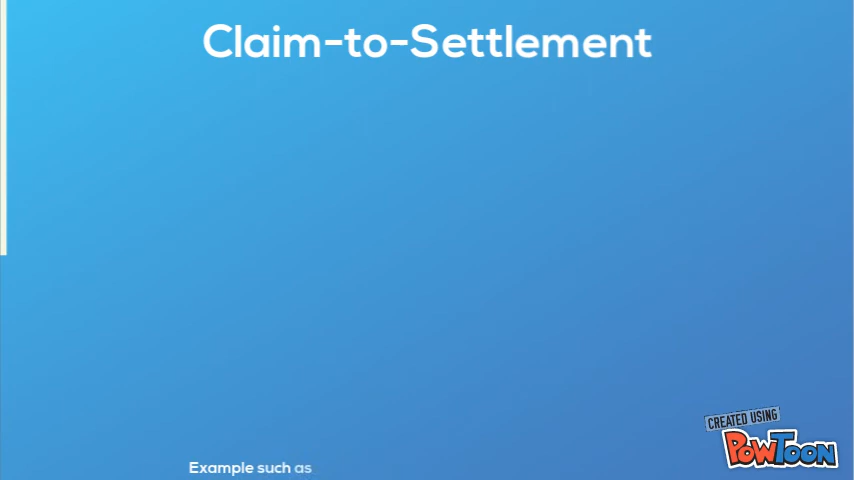 Claim-to-Settlement
CREATED USING
POWTOON
Example such as